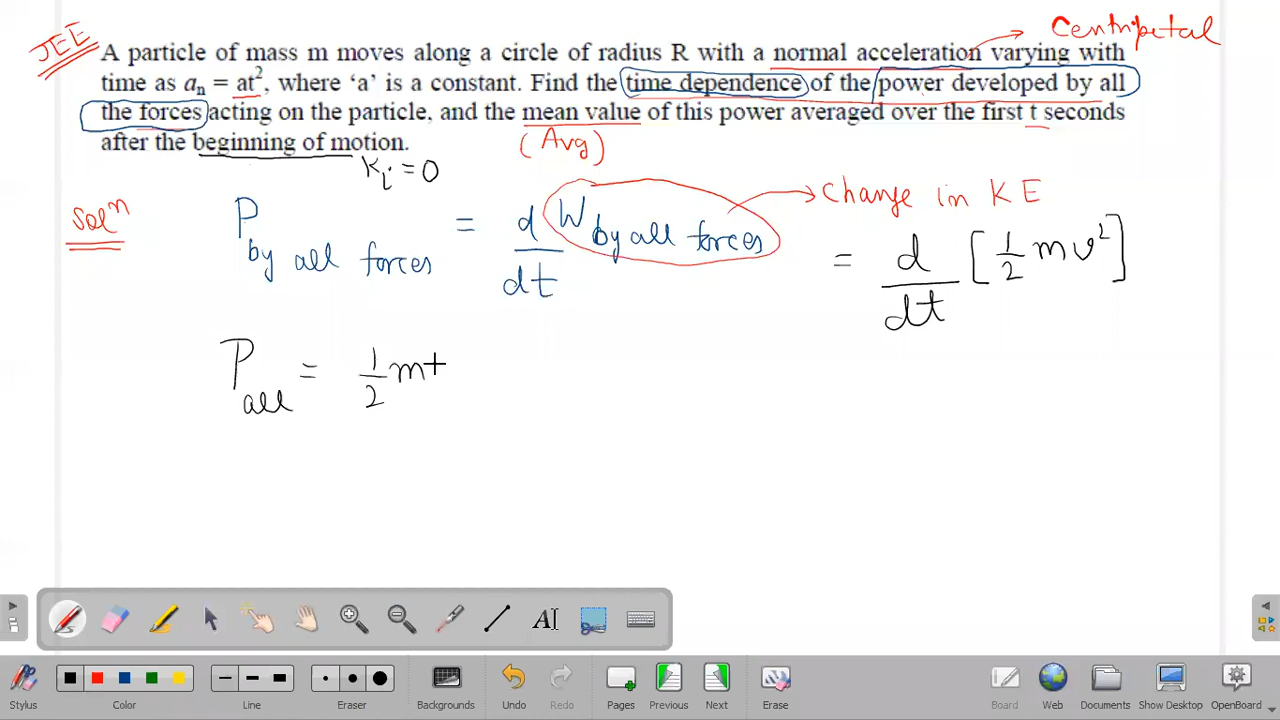 JEE
Centripetal
A particle of mass m moves along a circle of radius R with a normal acceleration varying with
time as aₙ = at², where ‘a’ is a constant. Find the time dependence of the power developed by all
the forces acting on the particle, and the mean value of this power averaged over the first t seconds
after the beginning of motion.
(Avg)
Kᵢ = 0
Solⁿ
P by all forces = d/dt W by all forces → Change in KE
= d/dt [1/2 mv²]
P all = 1/2 m
Stylus
Color
Line
Eraser
Backgrounds
Undo
Redo
Pages
Previous
Next
Erase
Board
Web
Documents
Show Desktop
OpenBoard